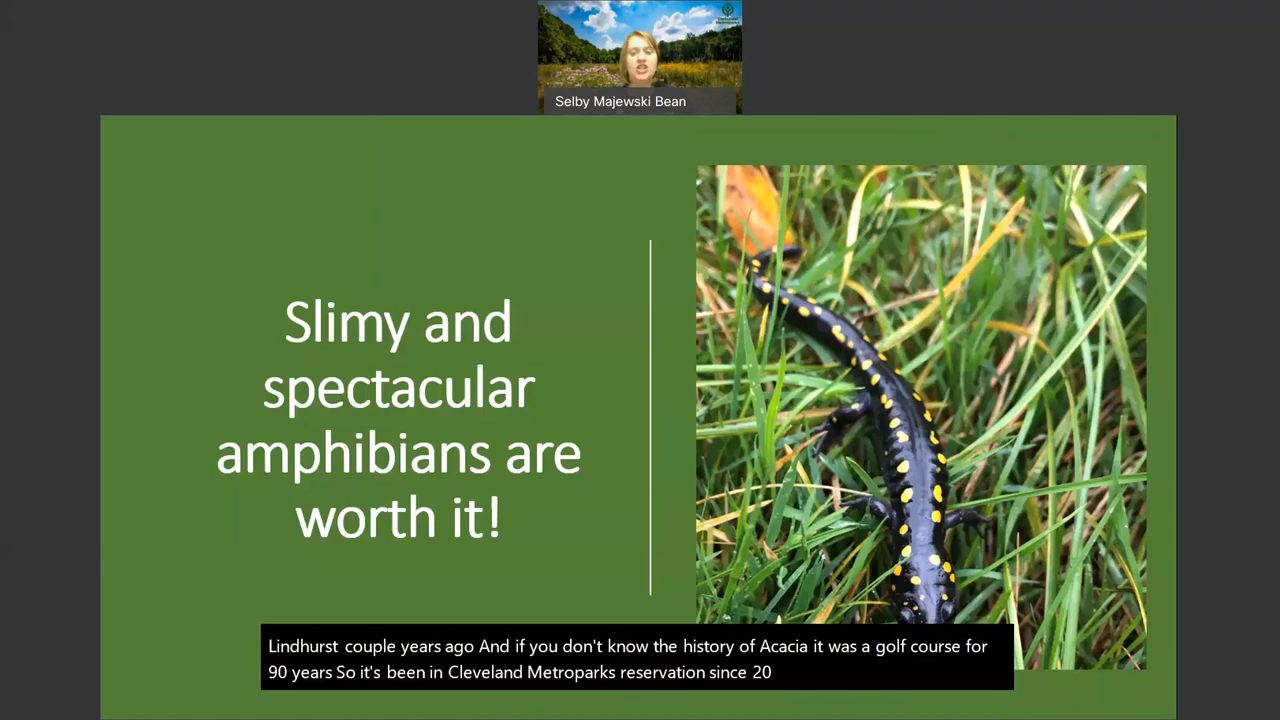 Selby Majewski Bean
Slimy and
spectacular
amphibians are
worth it!
Lindhurst couple years ago And if you don't know the history of Acacia it was a golf course for
90 years So it's been in Cleveland Metroparks reservation since 20